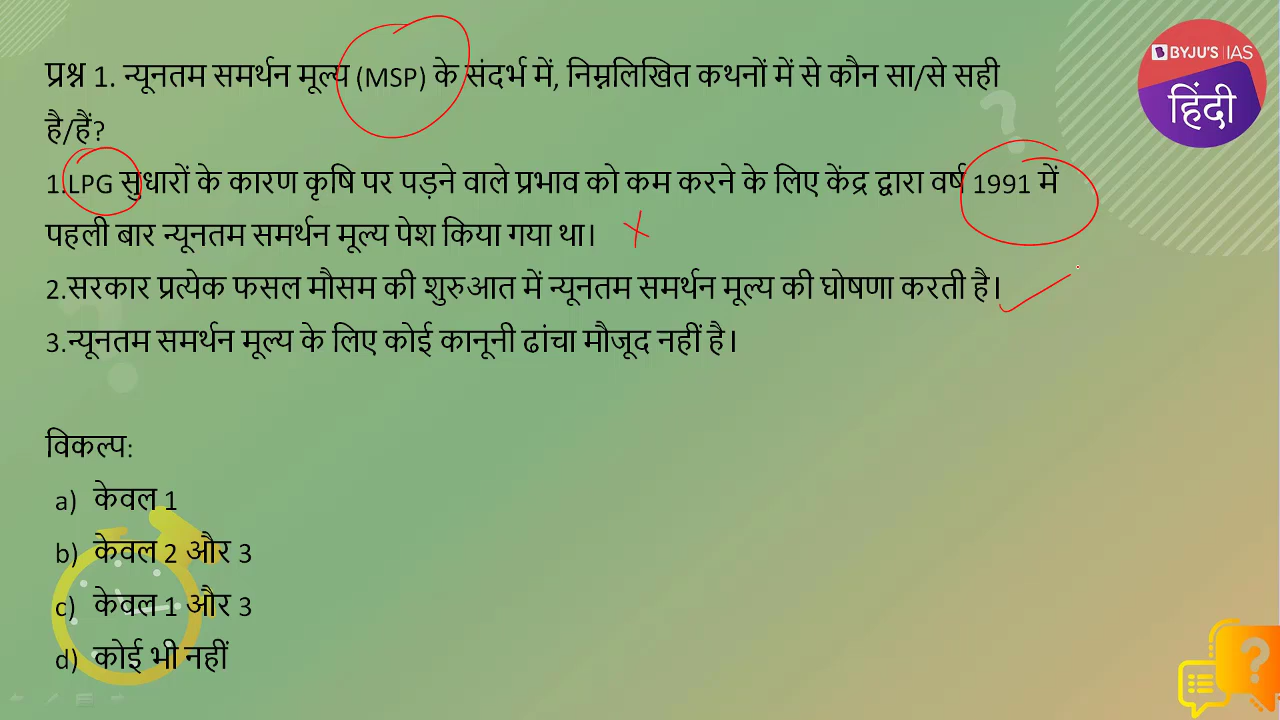 प्रश्न 1. न्यूनतम समर्थन मूल्य (MSP) के संदर्भ में, निम्नलिखित कथनों में से कौन सा/से सही
है/हैं?
1.LPG सुधारों के कारण कृषि पर पड़ने वाले प्रभाव को कम करने के लिए केंद्र द्वारा वर्ष 1991 में
पहली बार न्यूनतम समर्थन मूल्य पेश किया गया था।
2.सरकार प्रत्येक फसल मौसम की शुरुआत में न्यूनतम समर्थन मूल्य की घोषणा करती है।
3.न्यूनतम समर्थन मूल्य के लिए कोई कानूनी ढांचा मौजूद नहीं है।
विकल्प:
a) केवल 1
b) केवल 2 और 3
c) केवल 1 और 3
d) कोई भी नहीं
BYJU'S IAS
हिंदी